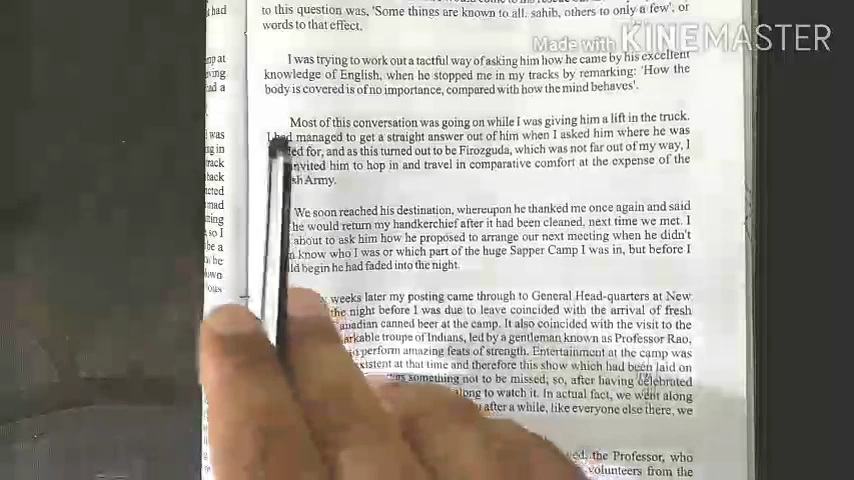 Made with KINEMASTER
to this question was, 'Some things are known to all. sahib, others to only a few', or
words to that effect.
I was trying to work out a tactful way of asking him how he came by his excellent
knowledge of English, when he stopped me in my tracks by remarking: 'How the
body is covered is of no importance, compared with how the mind behaves'.
Most of this conversation was going on while I was giving him a lift in the truck.
I had managed to get a straight answer out of him when I asked him where he was
for, and as this turned out to be Firozguda, which was not far out of my way, I
invited him to hop in and travel in comparative comfort at the expense of the
Army.
We soon reached his destination, whereupon he thanked me once again and said
he would return my handkerchief after it had been cleaned, next time we met. I
about to ask him how he proposed to arrange our next meeting when he didn't
know who I was or which part of the huge Sapper Camp I was in, but before I
begin he had faded into the night.
weeks later my posting came through to General Head-quarters at New
the night before I was due to leave coincided with the arrival of fresh
canned beer at the camp. It also coincided with the visit to the
troupe of Indians, led by a gentleman known as Professor Rao,
perform amazing feats of strength. Entertainment at the camp was
at that time and therefore this show which had been laid on
something not to be missed, so, after having celebrated
along to watch it. In actual fact, we went along
after a while, like everyone else there, we
the Professor, who
volunteers from the
had
at
was
in
so I
be a
he